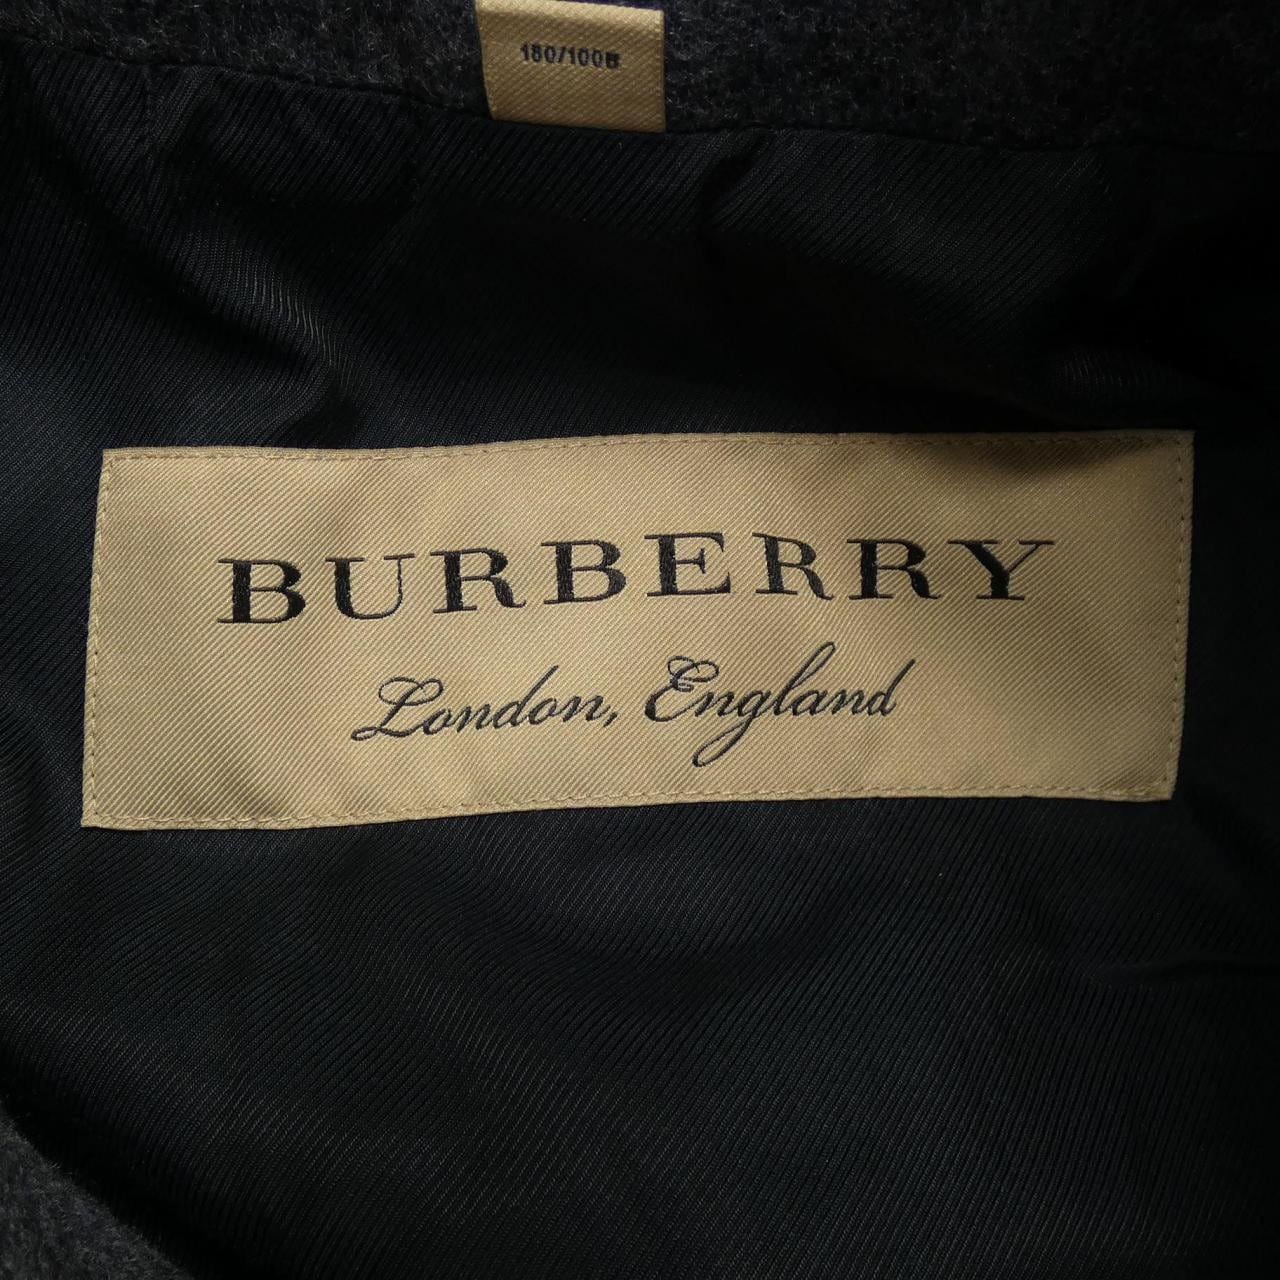 180/100B
BURBERRY
London, England